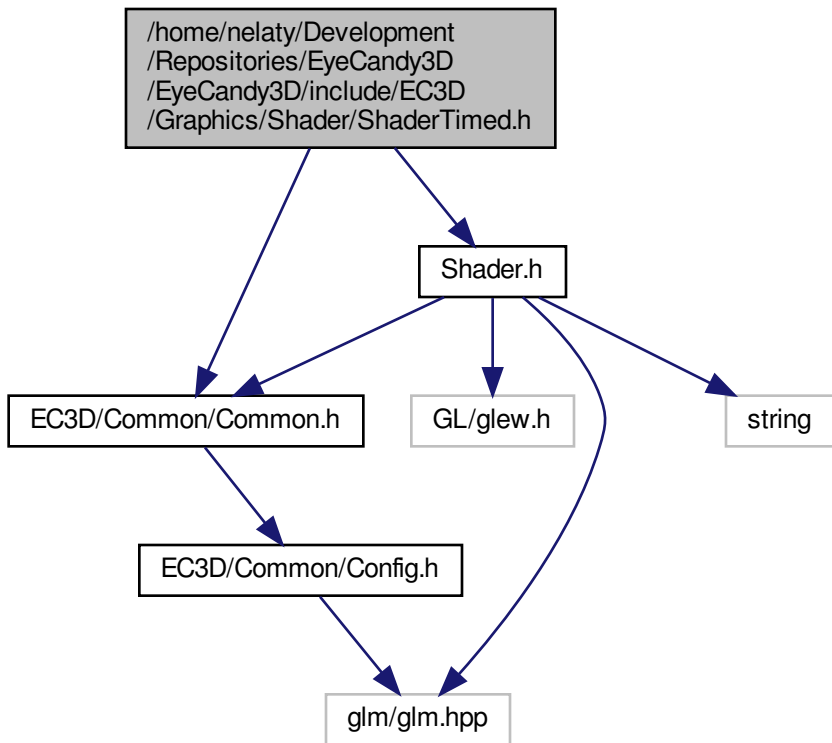 /home/nelaty/Development
/Repositories/EyeCandy3D
/EyeCandy3D/include/EC3D
/Graphics/Shader/ShaderTimed.h
Shader.h
EC3D/Common/Common.h
GL/glew.h
string
EC3D/Common/Config.h
glm/glm.hpp